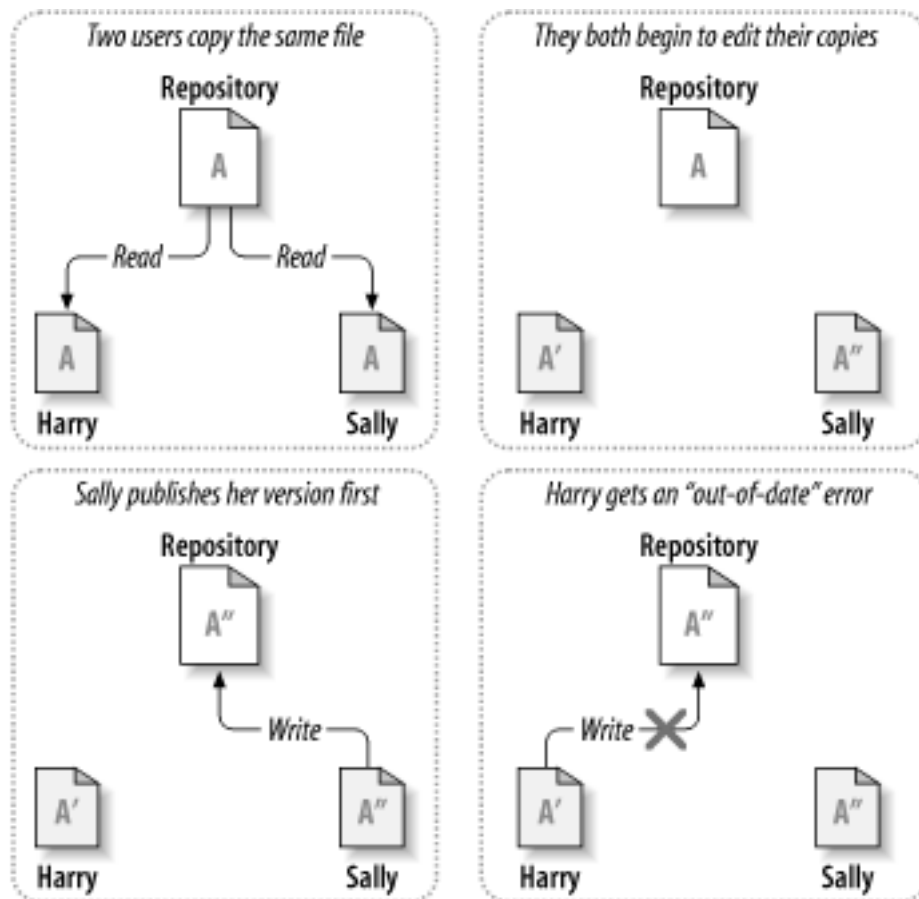 Two users copy the same file
Repository
A
Read
Read
A
A
Harry
Sally
They both begin to edit their copies
Repository
A
A′
A″
Harry
Sally
Sally publishes her version first
Repository
A″
Write
A′
A″
Harry
Sally
Harry gets an “out-of-date” error
Repository
A″
Write
A′
A″
Harry
Sally